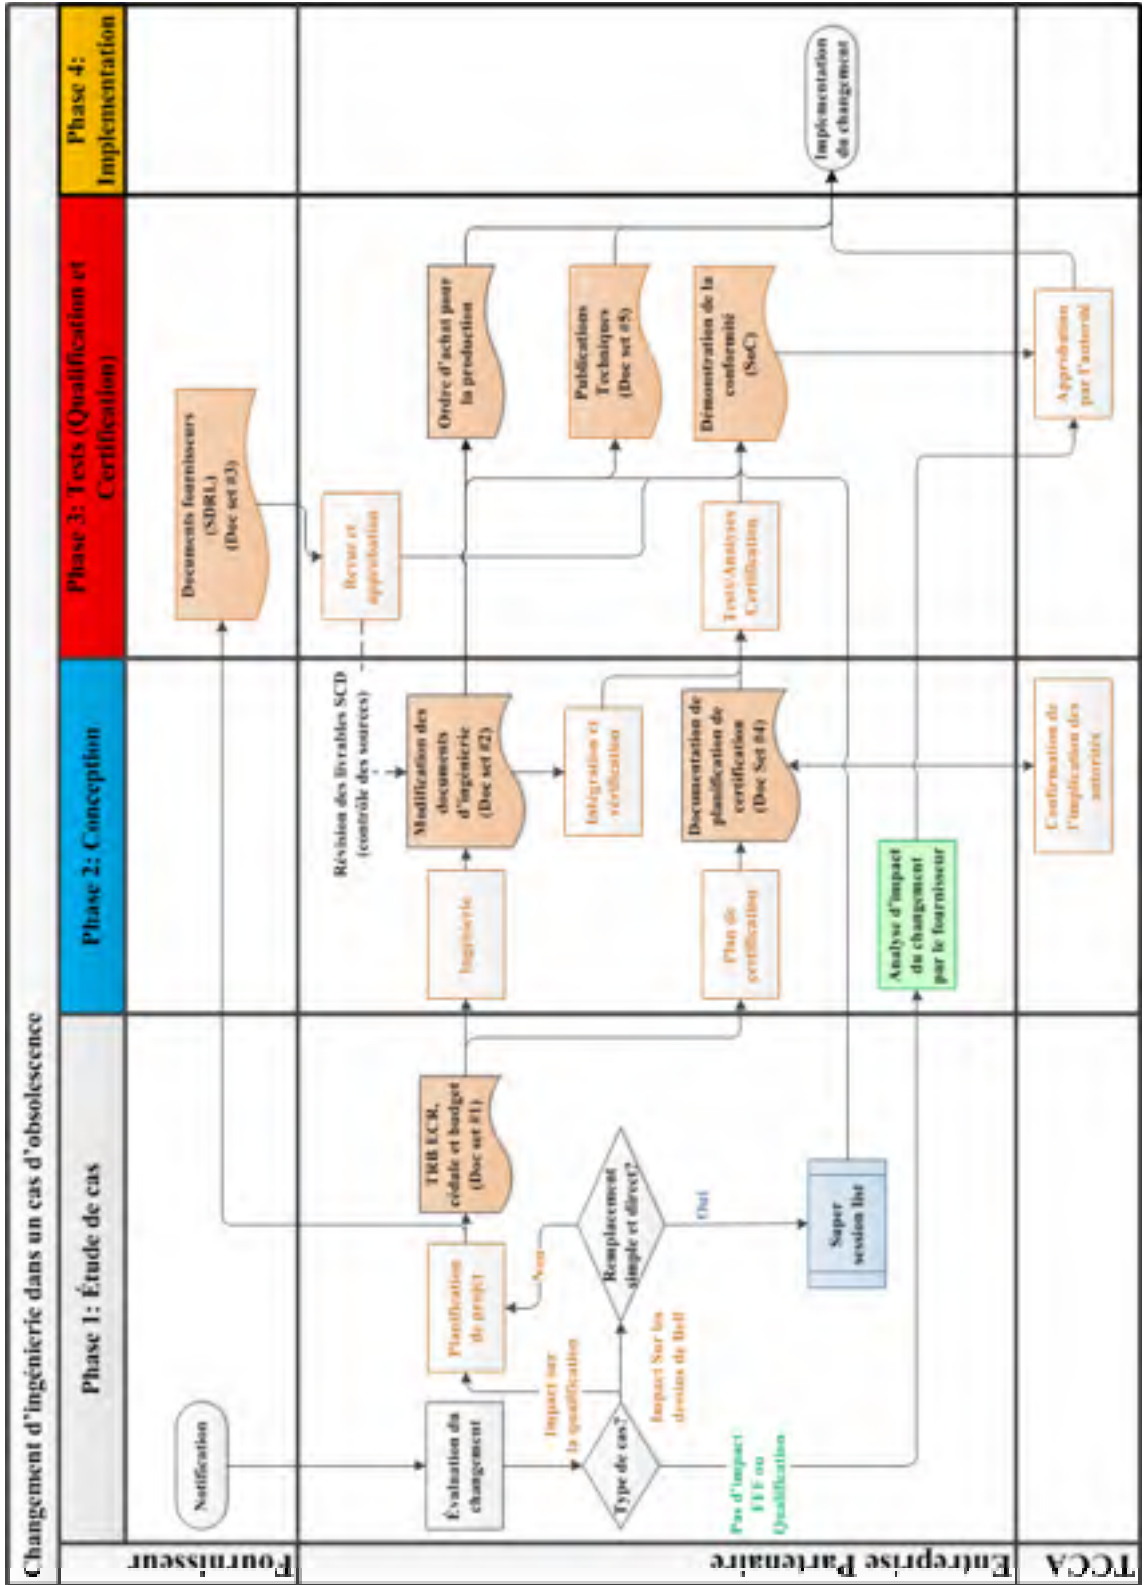 Changement d'ingénierie dans un cas d'obsolescence
Phase 1: Étude de cas
Phase 2: Conception
Phase 3: Tests (Qualification et
Certification)
Phase 4:
Implementation
Fournisseur
Notification
Documents fournisseurs
(SDRL)
(Doc set #3)
Entreprise Partenaire
Évaluation du
changement
Type de cas?
Impact sur
la qualification
Impact Sur les
dessins de Bell
Pas d'impact
FFF ou
Qualification
Planification
de projet
Non
Remplacement
simple et direct?
Oui
Super
session list
TRB ECR,
cédule et budget
(Doc set #1)
Révision des livrables SCD
(contrôle des sources)
Ingénierie
Modification des
documents
d'ingénierie
(Doc set #2)
Intégration et
vérification
Plan de
certification
Documentation de
planification de
certification
(Doc Set #4)
Analyse d'impact
du changement
par le fournisseur
Revue et
approbation
Tests/Analyses
Certification
Ordre d'achat pour
la production
Publications
Techniques
(Doc set #5)
Démonstration de la
conformité
(SoC)
Implémentation
du changement
TCCA
Confirmation de
l'implication des
autorités
Approbation
par l'autorité